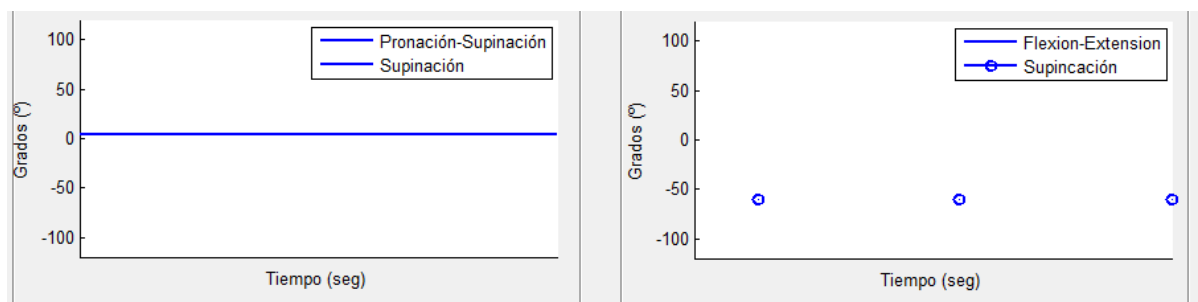 100
50
0
-50
-100
Grados (º)
Pronación-Supinación
Supinación
Tiempo (seg)
100
50
0
-50
-100
Grados (º)
Flexion-Extension
Supincación
Tiempo (seg)